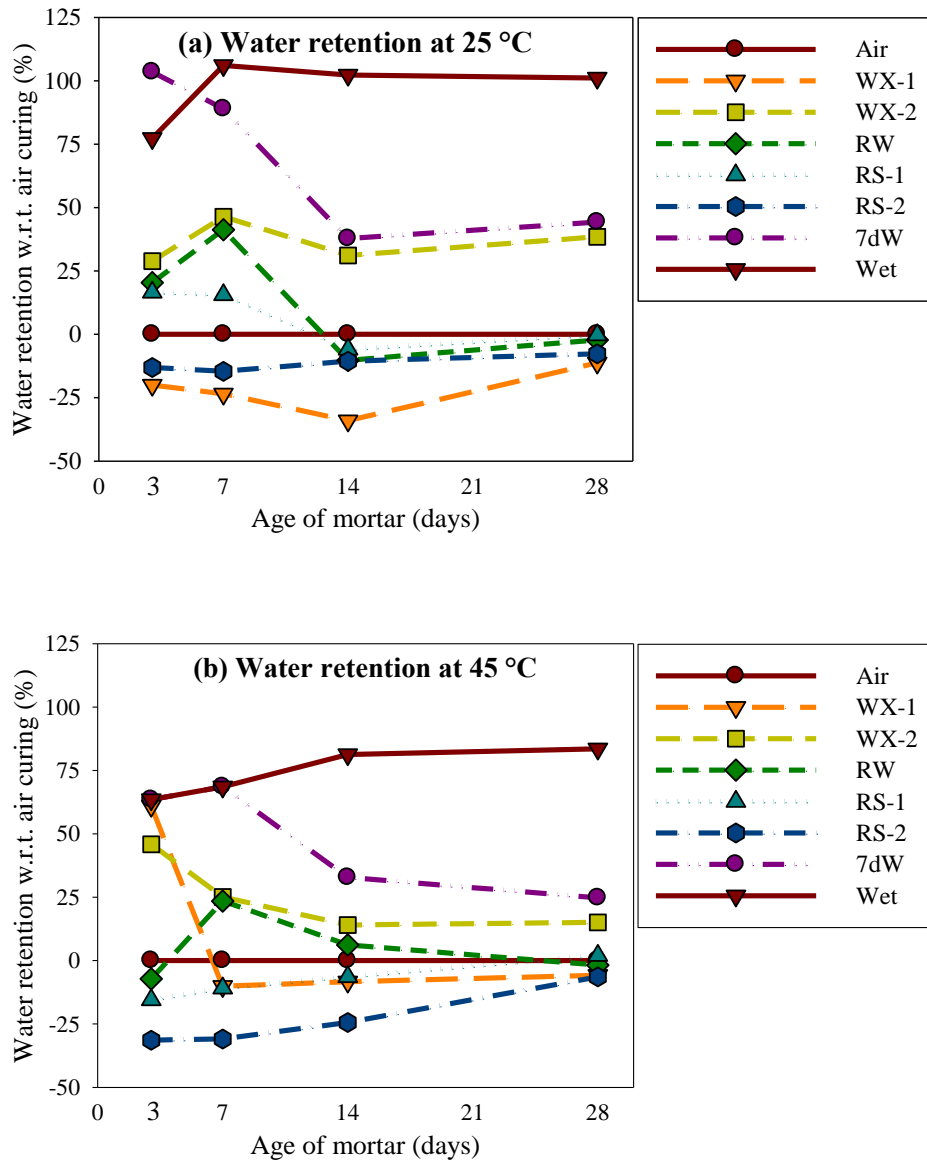 (a) Water retention at 25 °C
Water retention w.r.t. air curing (%)
125
100
75
50
25
0
-25
-50
0 3 7 14 21 28
Age of mortar (days)
Air
WX-1
WX-2
RW
RS-1
RS-2
7dW
Wet
(b) Water retention at 45 °C
Water retention w.r.t. air curing (%)
125
100
75
50
25
0
-25
-50
0 3 7 14 21 28
Age of mortar (days)
Air
WX-1
WX-2
RW
RS-1
RS-2
7dW
Wet